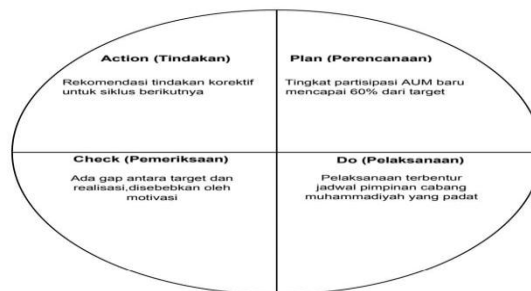 Action (Tindakan)
Rekomendasi tindakan korektif
untuk siklus berikutnya
Plan (Perencanaan)
Tingkat partisipasi AUM baru
mencapai 60% dari target
Check (Pemeriksaan)
Ada gap antara target dan
realisasi,disebebkan oleh
motivasi
Do (Pelaksanaan)
Pelaksanaan terbentur
jadwal pimpinan cabang
muhammadiyah yang padat